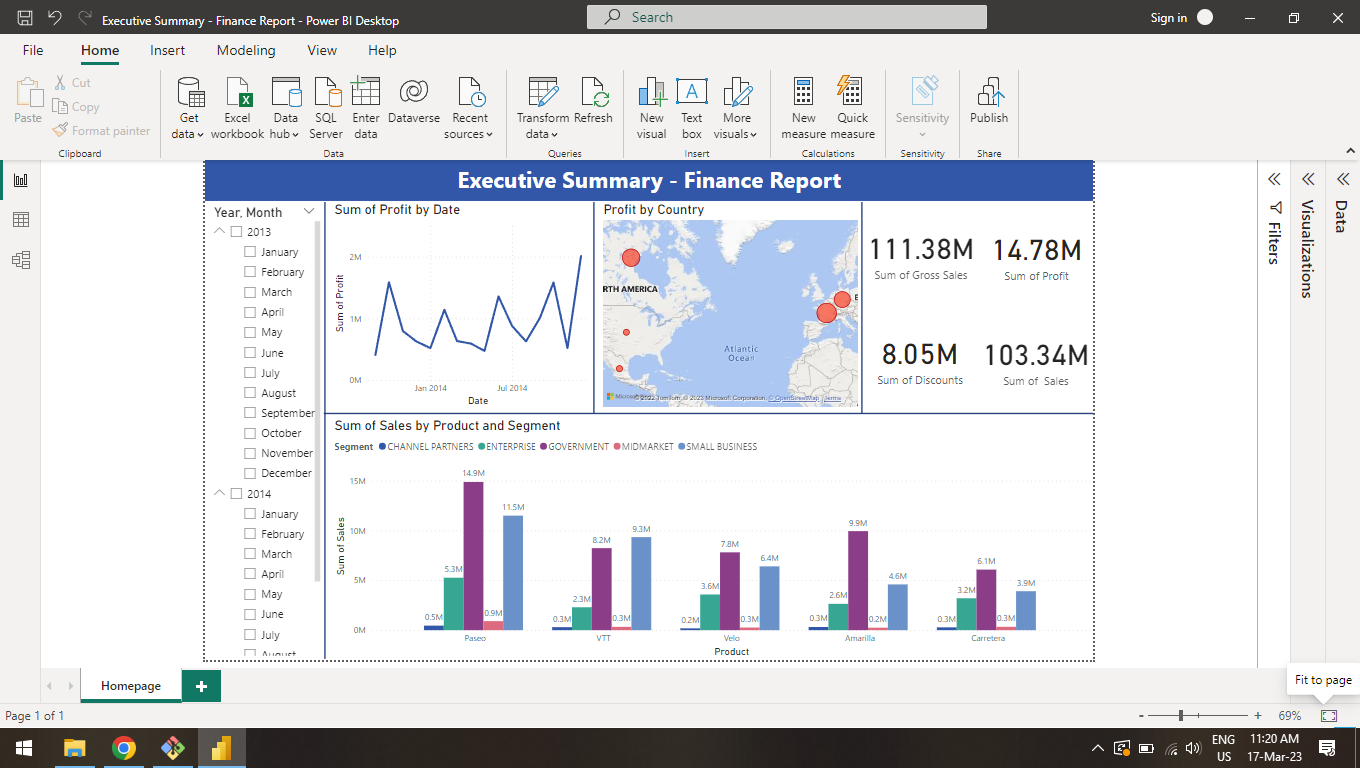 Executive Summary - Finance Report - Power BI Desktop
Search
Sign in
File Home Insert Modeling View Help
Paste
Cut
Copy
Format painter
Clipboard
Get data
Excel workbook
Data hub
SQL Server
Enter data
Dataverse
Recent sources
Data
Transform data
Refresh
Queries
New visual
Text box
More visuals
Insert
New measure
Quick measure
Calculations
Sensitivity
Sensitivity
Publish
Share
Executive Summary - Finance Report
Year, Month
2013
January
February
March
April
May
June
July
August
September
October
November
December
2014
January
February
March
April
May
June
July
August
Sum of Profit by Date
Sum of Profit
2M
1M
0M
Jan 2014 Jul 2014
Date
Profit by Country
RTH AMERICA
E
Atlantic
Ocean
© 2022 TomTom, © 2023 Microsoft Corporation, © OpenStreetMap Terms
111.38M
Sum of Gross Sales
14.78M
Sum of Profit
8.05M
Sum of Discounts
103.34M
Sum of Sales
Sum of Sales by Product and Segment
Segment CHANNEL PARTNERS ENTERPRISE GOVERNMENT MIDMARKET SMALL BUSINESS
Sum of Sales
15M
10M
5M
0M
0.5M 5.3M 14.9M 0.9M 11.5M
0.3M 2.3M 8.2M 0.3M 9.3M
0.2M 3.6M 7.8M 0.3M 6.4M
0.3M 2.6M 9.9M 0.2M 4.6M
0.3M 3.2M 6.1M 0.3M 3.9M
Paseo VTT Velo Amarilla Carretera
Product
Filters
Visualizations
Data
Homepage
Fit to page
Page 1 of 1
- + 69%
ENG
US
11:20 AM
17-Mar-23